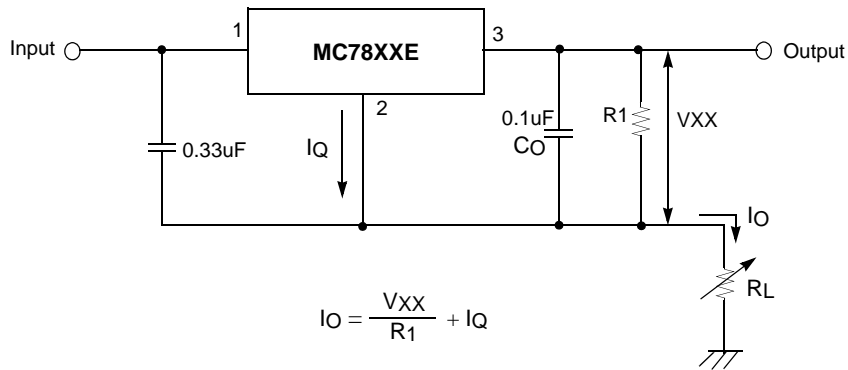 Input
1
MC78XXE
3
Output
2
0.33uF
IQ
0.1uF
CO
R1
VXX
IO
RL
IO = VXX / R1 + IQ